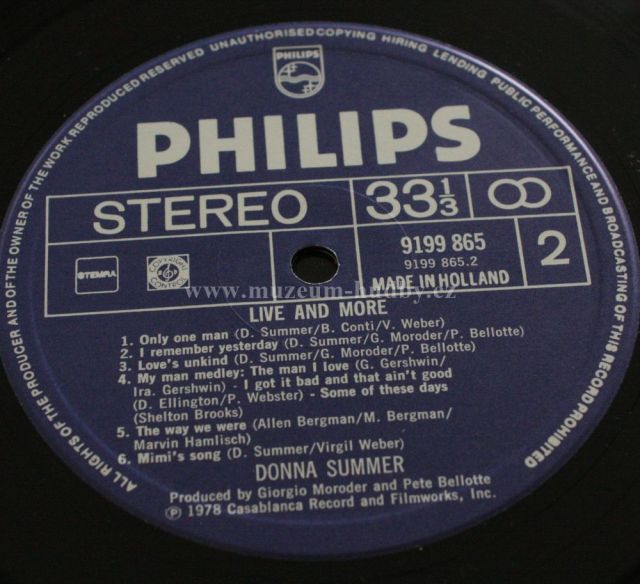 ALL RIGHTS OF THE PRODUCER AND OF THE OWNER OF THE WORK REPRODUCED RESERVED UNAUTHORISED COPYING HIRING LENDING PUBLIC PERFORMANCE AND BROADCASTING OF THIS RECORD PROHIBITED
PHILIPS
PHILIPS
STEREO 33 1/3
9199 865
9199 865.2
2
STEMRA COPYRIGHT CONTROL MADE IN HOLLAND
www.muzeum-hudby.cz
LIVE AND MORE
1. Only one man (D. Summer/B. Conti/V. Weber)
2. I remember yesterday (D. Summer/G. Moroder/P. Bellotte)
3. Love's unkind (D. Summer/G. Moroder/P. Bellotte)
4. My man medley: The man I love (G. Gershwin/
Ira. Gershwin) - I got it bad and that ain't good
(D. Ellington/P. Webster) - Some of these days
(Shelton Brooks)
5. The way we were (Allen Bergman/M. Bergman/
Marvin Hamlisch)
6. Mimi's song (D. Summer/Virgil Weber)
DONNA SUMMER
Produced by Giorgio Moroder and Pete Bellotte
℗ 1978 Casablanca Record and Filmworks, Inc.